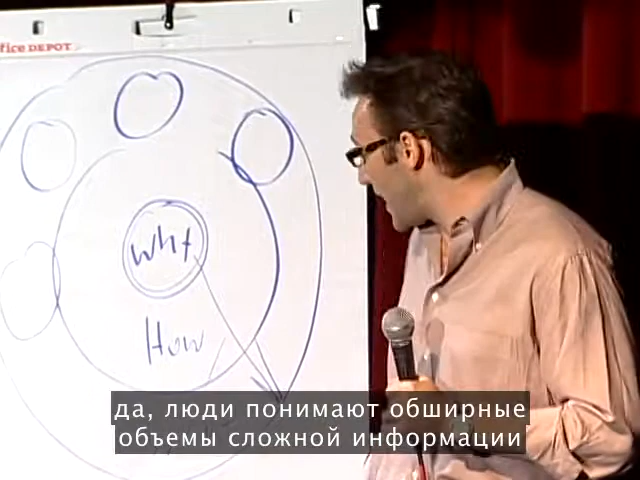 ffice DEPOT
Why
How
да, люди понимают обширные
объемы сложной информации